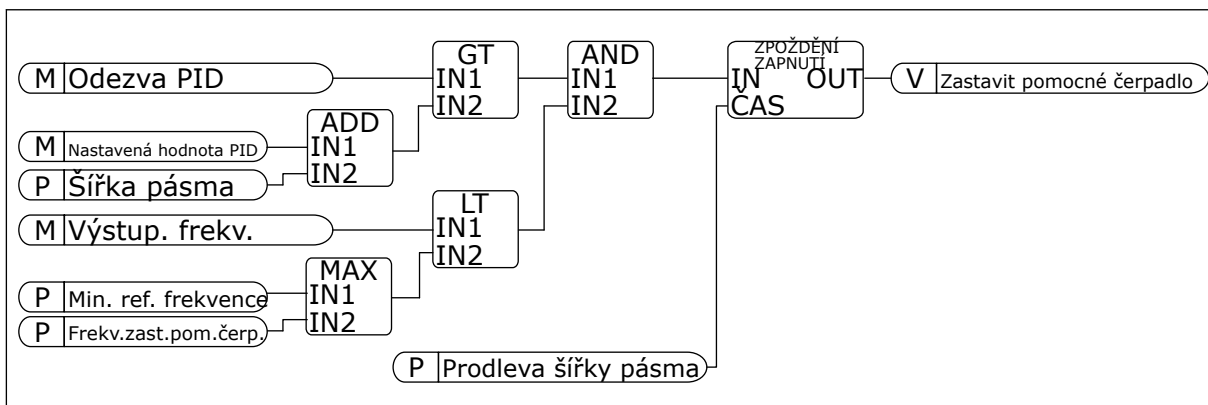 M Odezva PID
GT
IN1
IN2
AND
IN1
IN2
ZPOŽDĚNÍ
ZAPNUTÍ
IN OUT
ČAS
V Zastavit pomocné čerpadlo
M Nastavená hodnota PID
P Šířka pásma
ADD
IN1
IN2
M Výstup. frekv.
LT
IN1
IN2
P Min. ref. frekvence
P Frekv.zast.pom.čerp.
MAX
IN1
IN2
P Prodleva šířky pásma